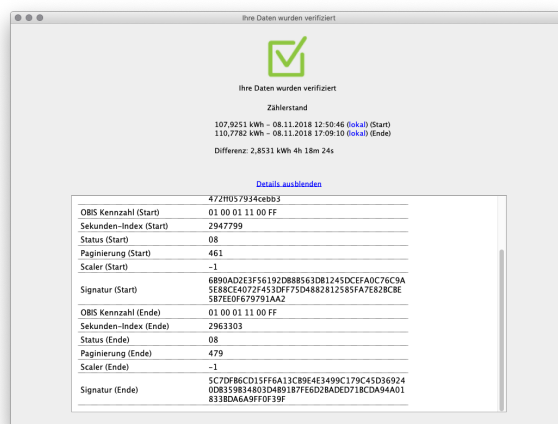 Ihre Daten wurden verifiziert
Ihre Daten wurden verifiziert
Zählerstand
107,9251 kWh – 08.11.2018 12:50:46 (lokal) (Start)
110,7782 kWh – 08.11.2018 17:09:10 (lokal) (Ende)
Differenz: 2,8531 kWh 4h 18m 24s
Details ausblenden
472ff057934cebb3
OBIS Kennzahl (Start) 01 00 01 11 00 FF
Sekunden-Index (Start) 2947799
Status (Start) 08
Paginierung (Start) 461
Scaler (Start) -1
Signatur (Start)
6B90AD2E3F56192DB8B563DB1245DCEFA0C76C9A
5E88CE4072F453DFF75D4882812585FA7E82BCBE
5B7EE0F679791AA2
OBIS Kennzahl (Ende) 01 00 01 11 00 FF
Sekunden-Index (Ende) 2963303
Status (Ende) 08
Paginierung (Ende) 479
Scaler (Ende) -1
Signatur (Ende)
5C7DFB6CD15FF6A13CB9E4E3499C179C45D36924
0DB359B34803D4B91B7FE6D2BADED71BCDA94A01
833BDA6A9FF0F39F